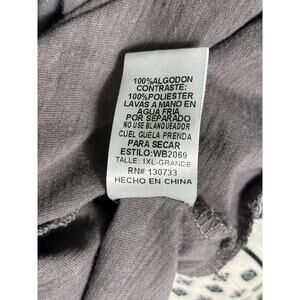 100%ALGODON
CONTRASTE:
100%POLIESTER
LAVAS A MANO EN
AGUA FRIA
POR SEPARADO
NO USE BLANQUEADOR
CUEL GUELA PRENDA
PARA SECAR
ESTILO:WB2069
TALLE: 1XL-GRANDE
RN#:130733
HECHO EN CHINA